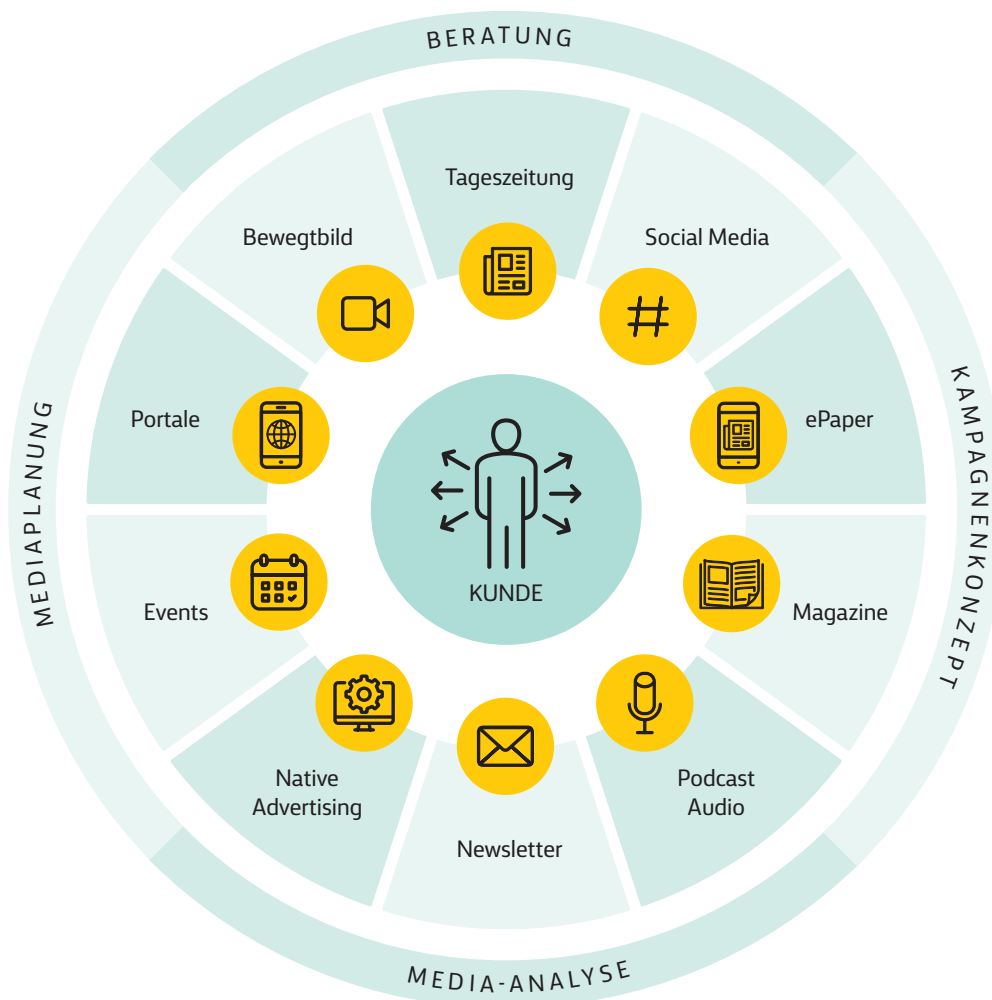 BERATUNG
Tageszeitung
Bewegtbild
Social Media
Portale
ePaper
MEDIAPLANUNG
KAMPAGNENKONZEPT
KUNDE
Events
Magazine
Native
Advertising
Podcast
Audio
Newsletter
MEDIA-ANALYSE